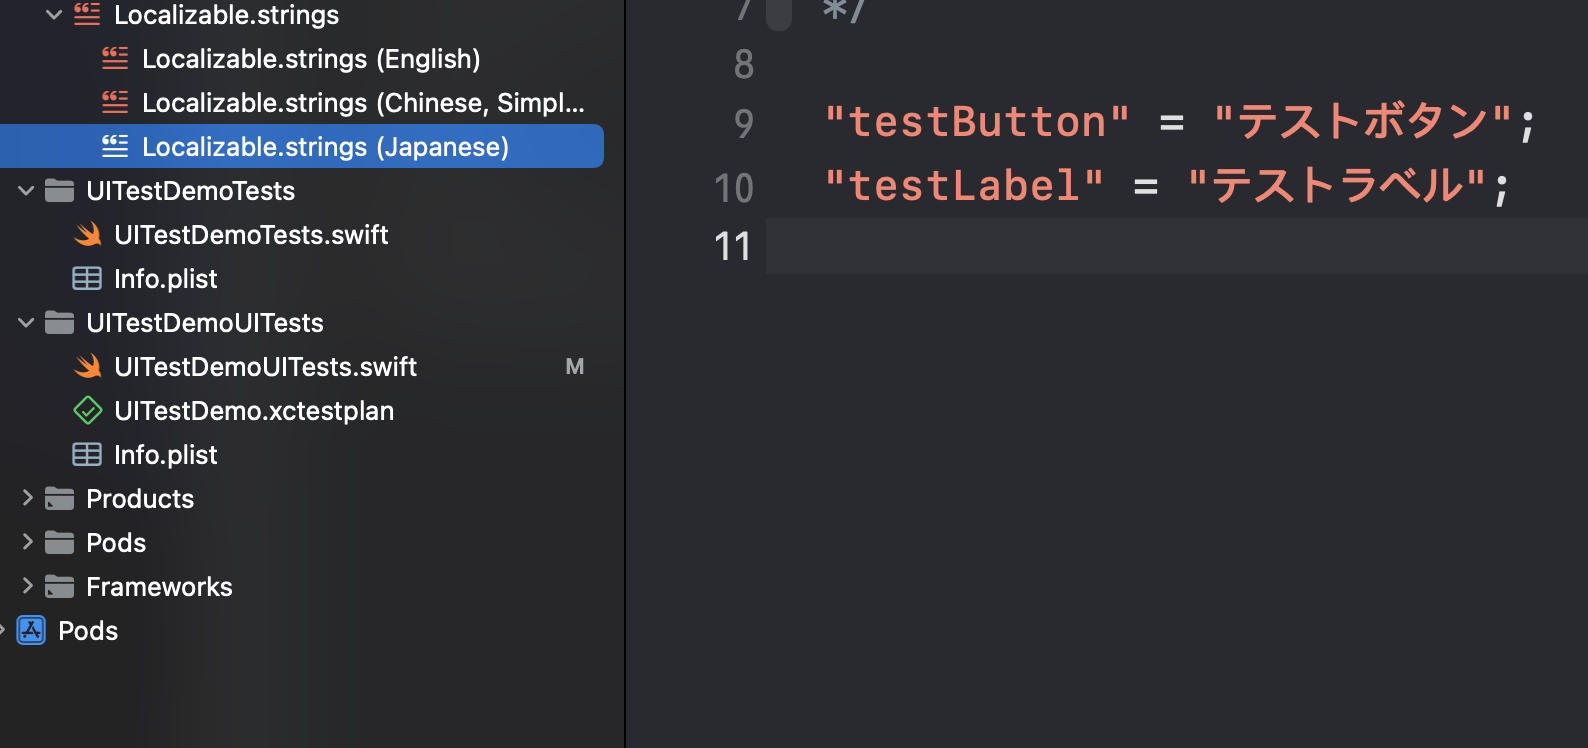 Localizable.strings
Localizable.strings (English)
Localizable.strings (Chinese, Simpl...
Localizable.strings (Japanese)
UITestDemoTests
UITestDemoTests.swift
Info.plist
UITestDemoUITests
UITestDemoUITests.swift M
UITestDemo.xctestplan
Info.plist
Products
Pods
Frameworks
Pods
7 */
8
9 "testButton" = "テストボタン";
10 "testLabel" = "テストラベル";
11